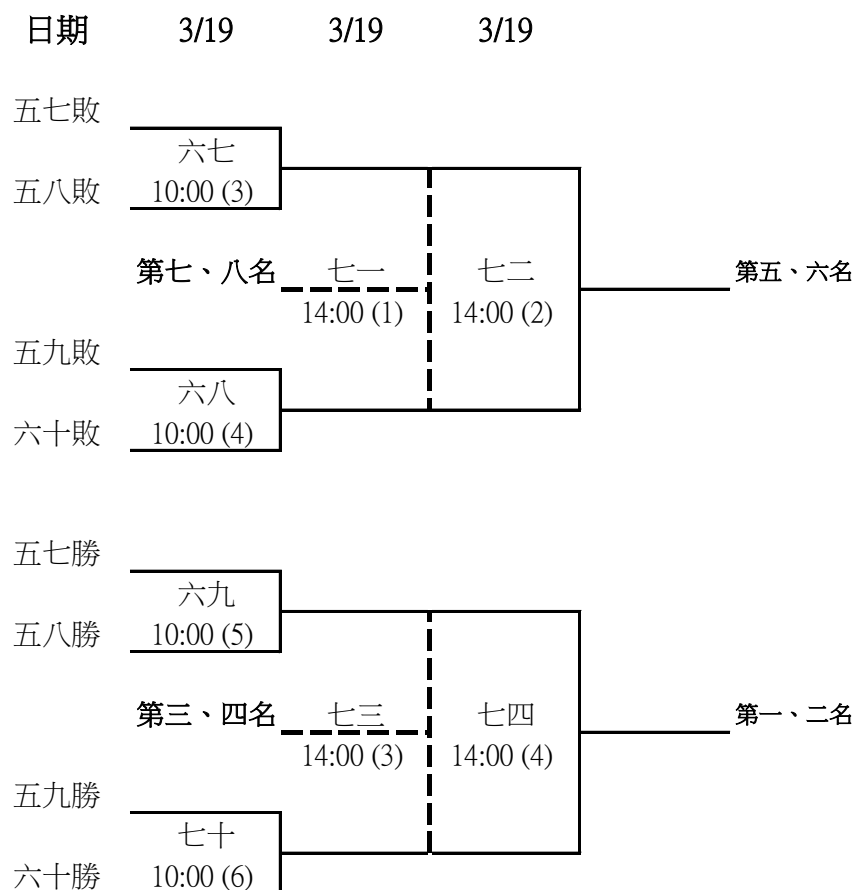 日期 3/19 3/19 3/19
五七敗
六七
五八敗 10:00 (3)
第七、八名 七一 七二 第五、六名
14:00 (1) 14:00 (2)
五九敗
六八
六十敗 10:00 (4)
五七勝
六九
五八勝 10:00 (5)
第三、四名 七三 七四 第一、二名
14:00 (3) 14:00 (4)
五九勝
七十
六十勝 10:00 (6)